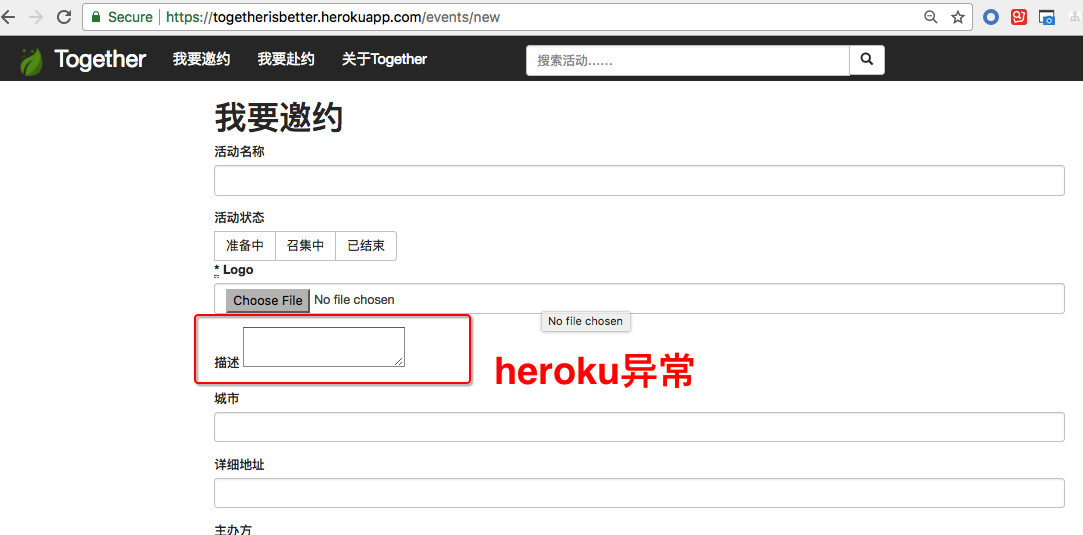 Secure | https://togetherisbetter.herokuapp.com/events/new
Together 我要邀约 我要赴约 关于Together 搜索活动......
我要邀约
活动名称
活动状态
准备中 召集中 已结束
* Logo
Choose File No file chosen
No file chosen
描述
heroku异常
城市
详细地址
主办方